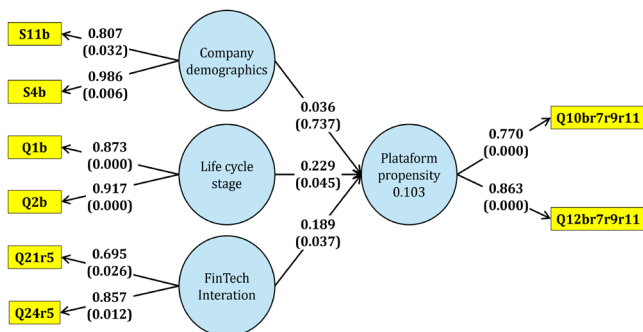 S11b
0.807
(0.032)
Company
demographics
S4b
0.986
(0.006)
0.036
(0.737)
Q10br7r9r11
Q1b
0.873
(0.000)
Life cycle
stage
0.229
(0.045)
Plataform
propensity
0.103
0.770
(0.000)
Q2b
0.917
(0.000)
0.863
(0.000)
Q12br7r9r11
0.189
(0.037)
Q21r5
0.695
(0.026)
FinTech
Interation
Q24r5
0.857
(0.012)